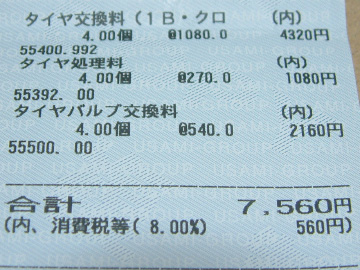 タイヤ交換料(1B・クロ (内)
4.00個 @1080.0 4320円
55400.992
タイヤ処理料 (内)
4.00個 @270.0 1080円
55392. 00
タイヤバルブ交換料 (内)
4.00個 @540.0 2160円
55500. 00
合計 7,560円
(内、消費税等( 8.00%) 560円)